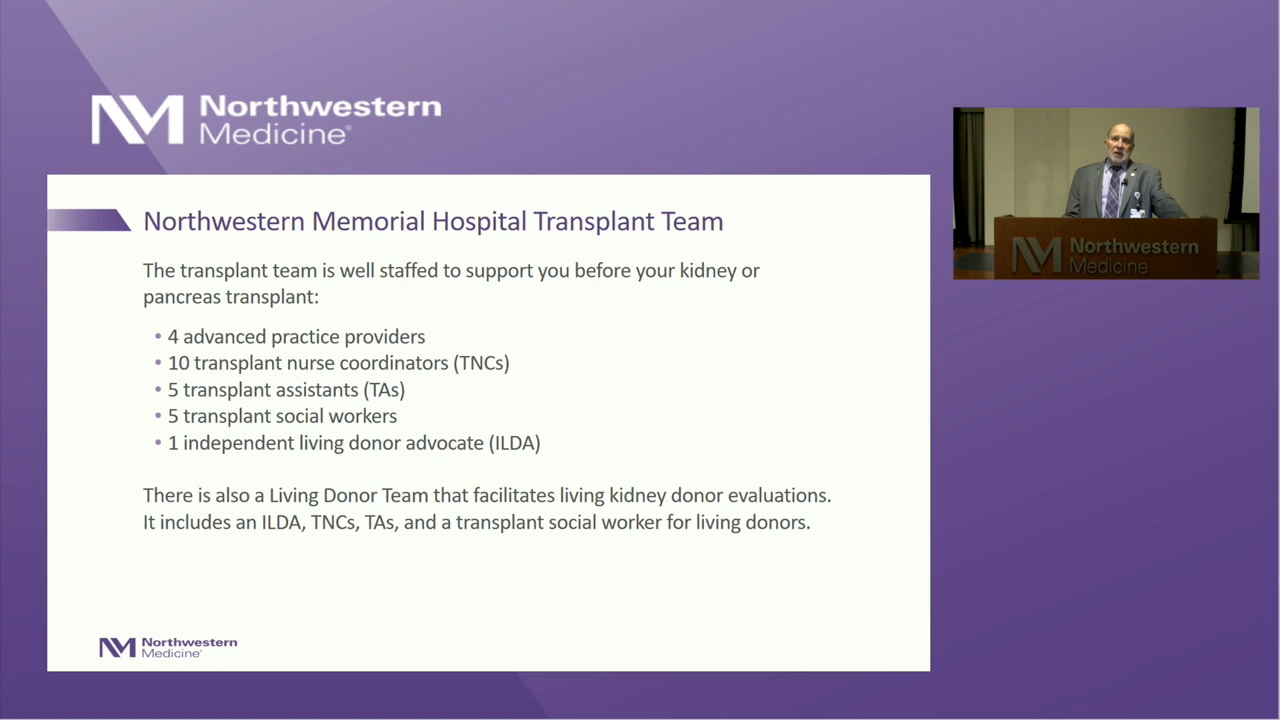 Northwestern
Medicine®
Northwestern Memorial Hospital Transplant Team
The transplant team is well staffed to support you before your kidney or
pancreas transplant:
• 4 advanced practice providers
• 10 transplant nurse coordinators (TNCs)
• 5 transplant assistants (TAs)
• 5 transplant social workers
• 1 independent living donor advocate (ILDA)
There is also a Living Donor Team that facilitates living kidney donor evaluations.
It includes an ILDA, TNCs, TAs, and a transplant social worker for living donors.
Northwestern
Medicine®
Northwestern
Medicine